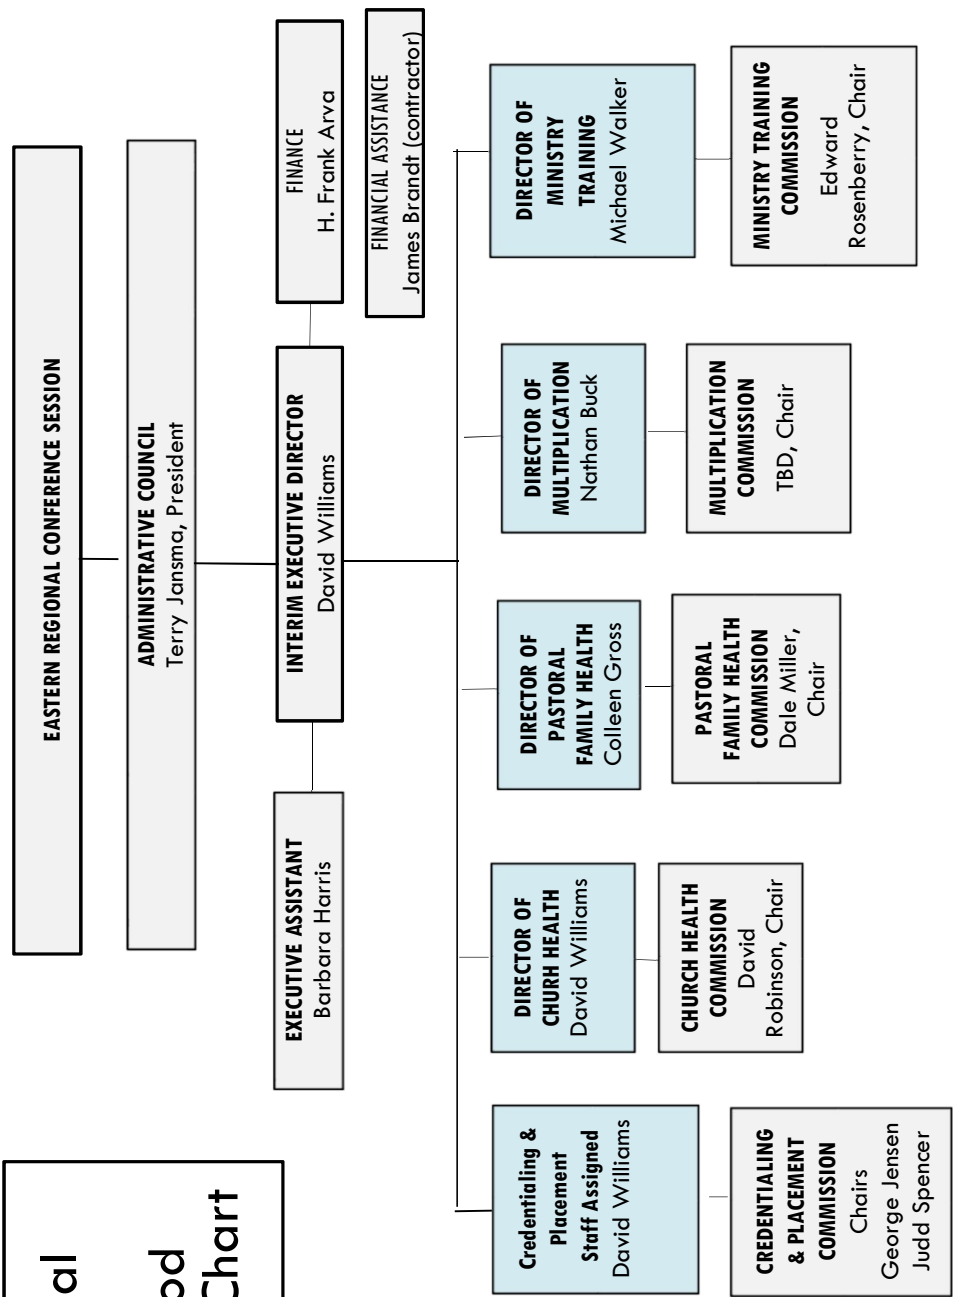 al
od
Chart
EASTERN REGIONAL CONFERENCE SESSION
ADMINISTRATIVE COUNCIL
Terry Jansma, President
EXECUTIVE ASSISTANT
Barbara Harris
INTERIM EXECUTIVE DIRECTOR
David Williams
FINANCE
H. Frank Arva
FINANCIAL ASSISTANCE
James Brandt (contractor)
Credentialing &
Placement
Staff Assigned
David Williams
DIRECTOR OF
CHURH HEALTH
David Williams
DIRECTOR OF
PASTORAL
FAMILY HEALTH
Colleen Gross
DIRECTOR OF
MULTIPLICATION
Nathan Buck
DIRECTOR OF
MINISTRY
TRAINING
Michael Walker
CREDENTIALING
& PLACEMENT
COMMISSION
Chairs
George Jensen
Judd Spencer
CHURCH HEALTH
COMMISSION
David
Robinson, Chair
PASTORAL
FAMILY HEALTH
COMMISSION
Dale Miller,
Chair
MULTIPLICATION
COMMISSION
TBD, Chair
MINISTRY TRAINING
COMMISSION
Edward
Rosenberry, Chair